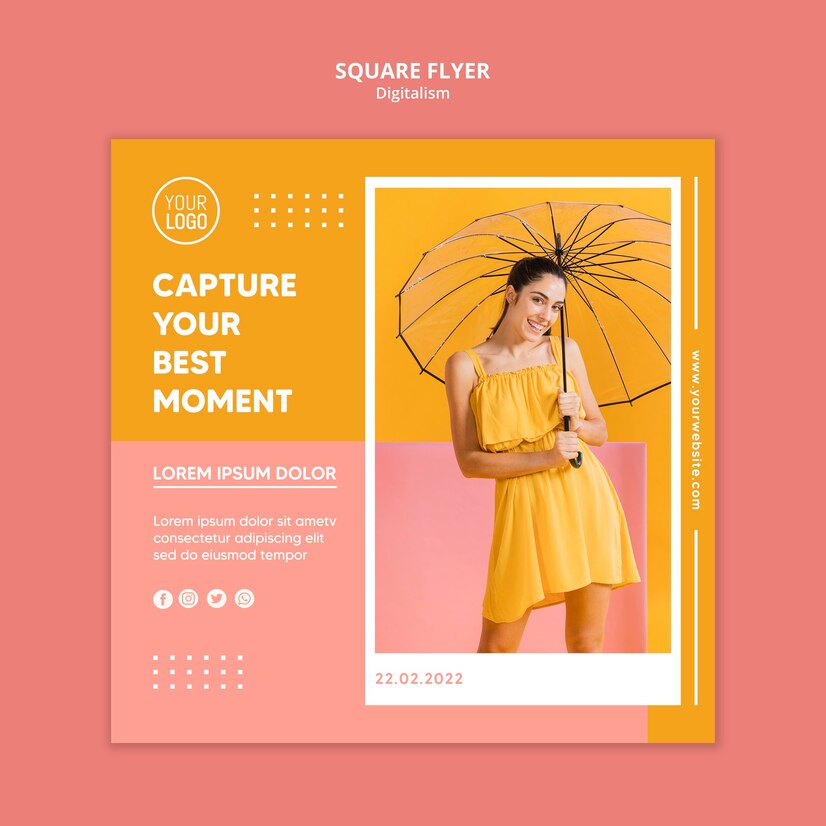 SQUARE FLYER
Digitalism
YOUR
LOGO
CAPTURE
YOUR
BEST
MOMENT
LOREM IPSUM DOLOR
Lorem ipsum dolor sit ametv
consectetur adipiscing elit
sed do eiusmod tempor
22.02.2022
www.yourwebsite.com